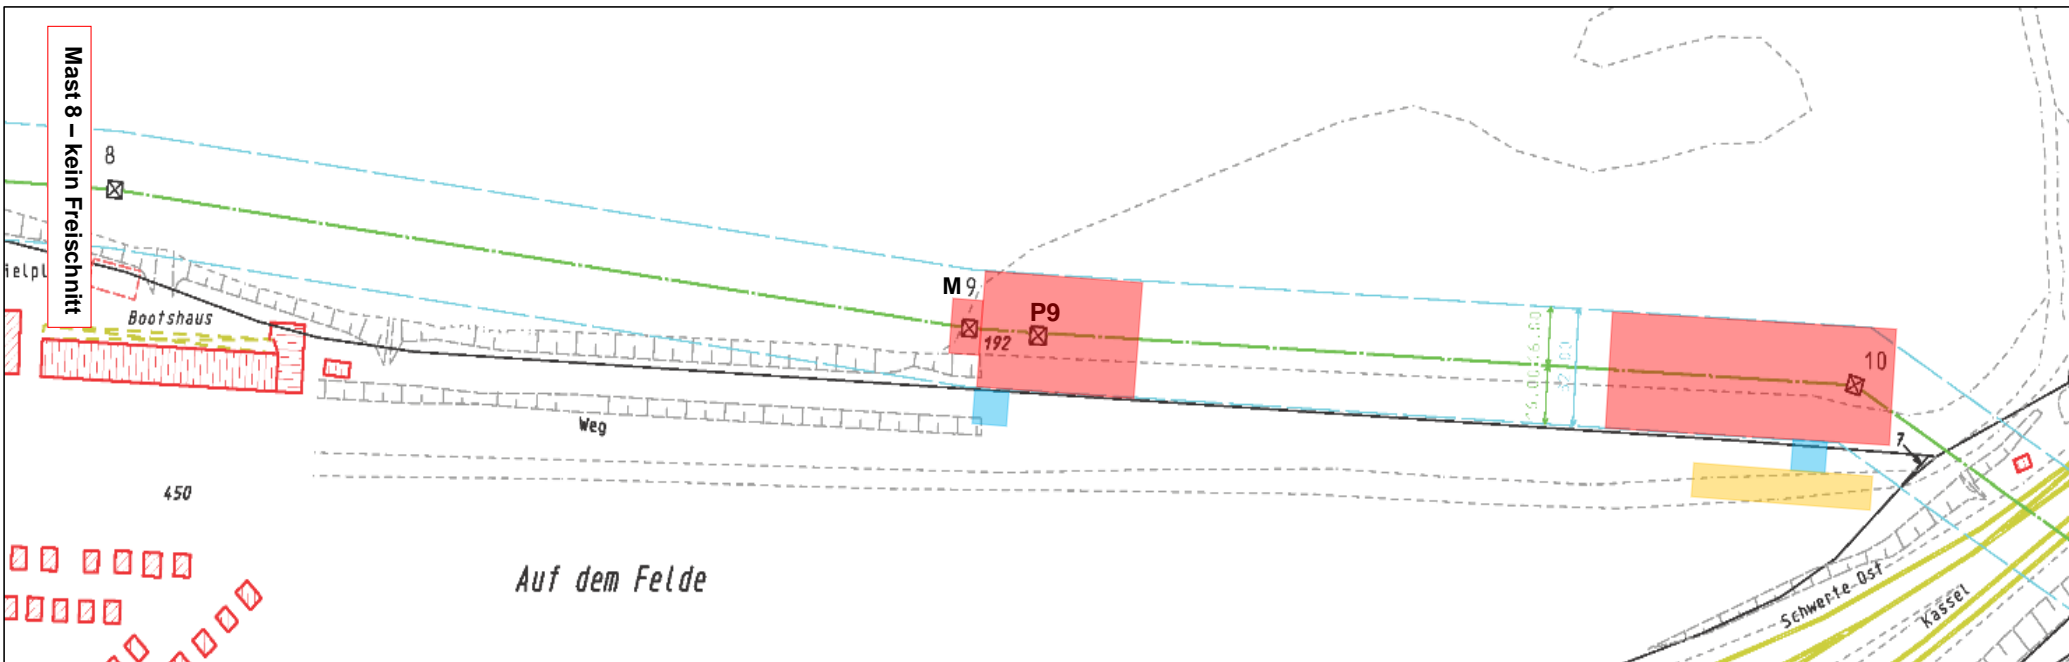 Mast 8 – kein Freischnitt
8
ielpl
Bootshaus
M 9
P9
192
10
7
Weg
450
Auf dem Felde
Schwerte Ost
Kassel